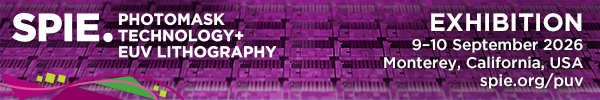 SPIE.
PHOTOMASK
TECHNOLOGY+
EUV LITHOGRAPHY
EXHIBITION
9–10 September 2026
Monterey, California, USA
spie.org/puv